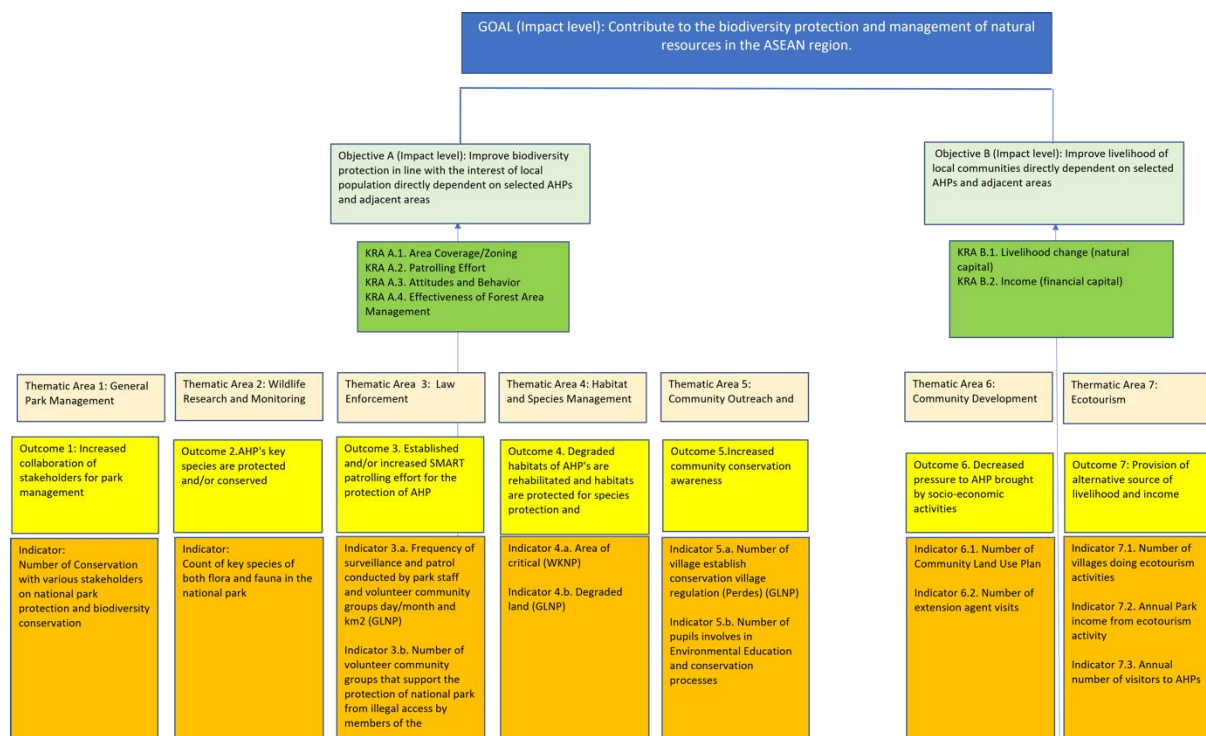 GOAL (Impact level): Contribute to the biodiversity protection and management of natural
resources in the ASEAN region.
Objective A (Impact level): Improve biodiversity
protection in line with the interest of local
population directly dependent on selected AHPs
and adjacent areas
Objective B (Impact level): Improve livelihood of
local communities directly dependent on selected
AHPs and adjacent areas
KRA A.1. Area Coverage/Zoning
KRA A.2. Patrolling Effort
KRA A.3. Attitudes and Behavior
KRA A.4. Effectiveness of Forest Area
Management
KRA B.1. Livelihood change (natural
capital)
KRA B.2. Income (financial capital)
Thematic Area 1: General
Park Management
Thematic Area 2: Wildlife
Research and Monitoring
Thematic Area 3: Law
Enforcement
Thematic Area 4: Habitat
and Species Management
Thematic Area 5:
Community Outreach and
Thematic Area 6:
Community Development
Thermatic Area 7:
Ecotourism
Outcome 1: Increased
collaboration of
stakeholders for park
management
Outcome 2.AHP's key
species are protected
and/or conserved
Outcome 3. Established
and/or increased SMART
patrolling effort for the
protection of AHP
Outcome 4. Degraded
habitats of AHP's are
rehabilitated and habitats
are protected for species
protection and
Outcome 5.Increased
community conservation
awareness
Outcome 6. Decreased
pressure to AHP brought
by socio-economic
activities
Outcome 7: Provision of
alternative source of
livelihood and income
Indicator:
Number of Conservation
with various stakeholders
on national park
protection and biodiversity
conservation
Indicator:
Count of key species of
both flora and fauna in the
national park
Indicator 3.a. Frequency of
surveillance and patrol
conducted by park staff
and volunteer community
groups day/month and
km2 (GLNP)
Indicator 3.b. Number of
volunteer community
groups that support the
protection of national park
from illegal access by
members of the
Indicator 4.a. Area of
critical (WKNP)
Indicator 4.b. Degraded
land (GLNP)
Indicator 5.a. Number of
village establish
conservation village
regulation (Perdes) (GLNP)
Indicator 5.b. Number of
pupils involves in
Environmental Education
and conservation
processes
Indicator 6.1. Number of
Community Land Use Plan
Indicator 6.2. Number of
extension agent visits
Indicator 7.1. Number of
villages doing ecotourism
activities
Indicator 7.2. Annual Park
income from ecotourism
activity
Indicator 7.3. Annual
number of visitors to AHPs